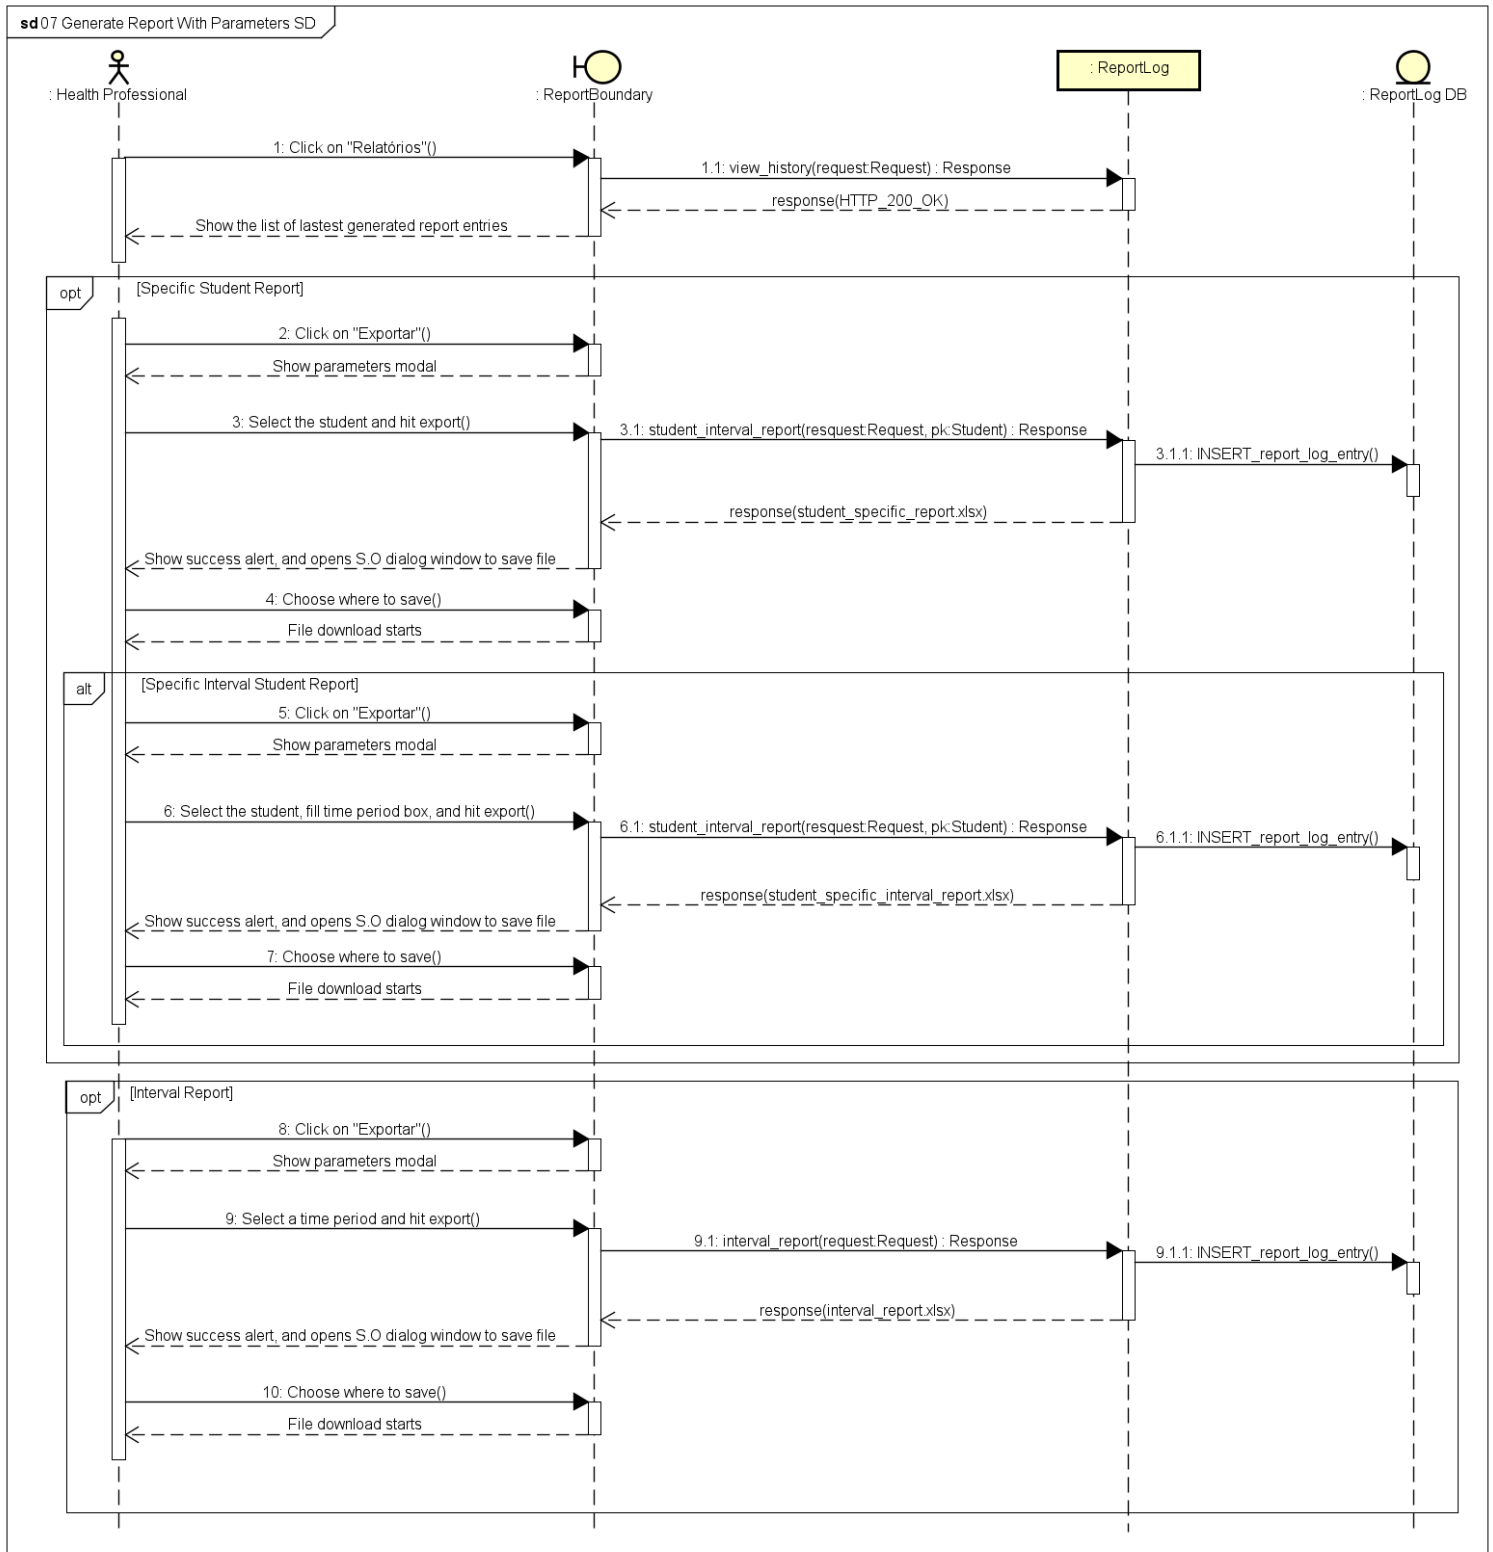 sd 07 Generate Report With Parameters SD
: Health Professional
: ReportBoundary
: ReportLog
: ReportLog DB
1: Click on "Relatórios"()
1.1: view_history(request:Request) : Response
response(HTTP_200_OK)
Show the list of lastest generated report entries
opt
[Specific Student Report]
2: Click on "Exportar"()
Show parameters modal
3: Select the student and hit export()
3.1: student_interval_report(resquest:Request, pk:Student) : Response
3.1.1: INSERT_report_log_entry()
response(student_specific_report.xlsx)
Show success alert, and opens S.O dialog window to save file
4: Choose where to save()
File download starts
alt
[Specific Interval Student Report]
5: Click on "Exportar"()
Show parameters modal
6: Select the student, fill time period box, and hit export()
6.1: student_interval_report(resquest:Request, pk:Student) : Response
6.1.1: INSERT_report_log_entry()
response(student_specific_interval_report.xlsx)
Show success alert, and opens S.O dialog window to save file
7: Choose where to save()
File download starts
opt
[Interval Report]
8: Click on "Exportar"()
Show parameters modal
9: Select a time period and hit export()
9.1: interval_report(request:Request) : Response
9.1.1: INSERT_report_log_entry()
response(interval_report.xlsx)
Show success alert, and opens S.O dialog window to save file
10: Choose where to save()
File download starts